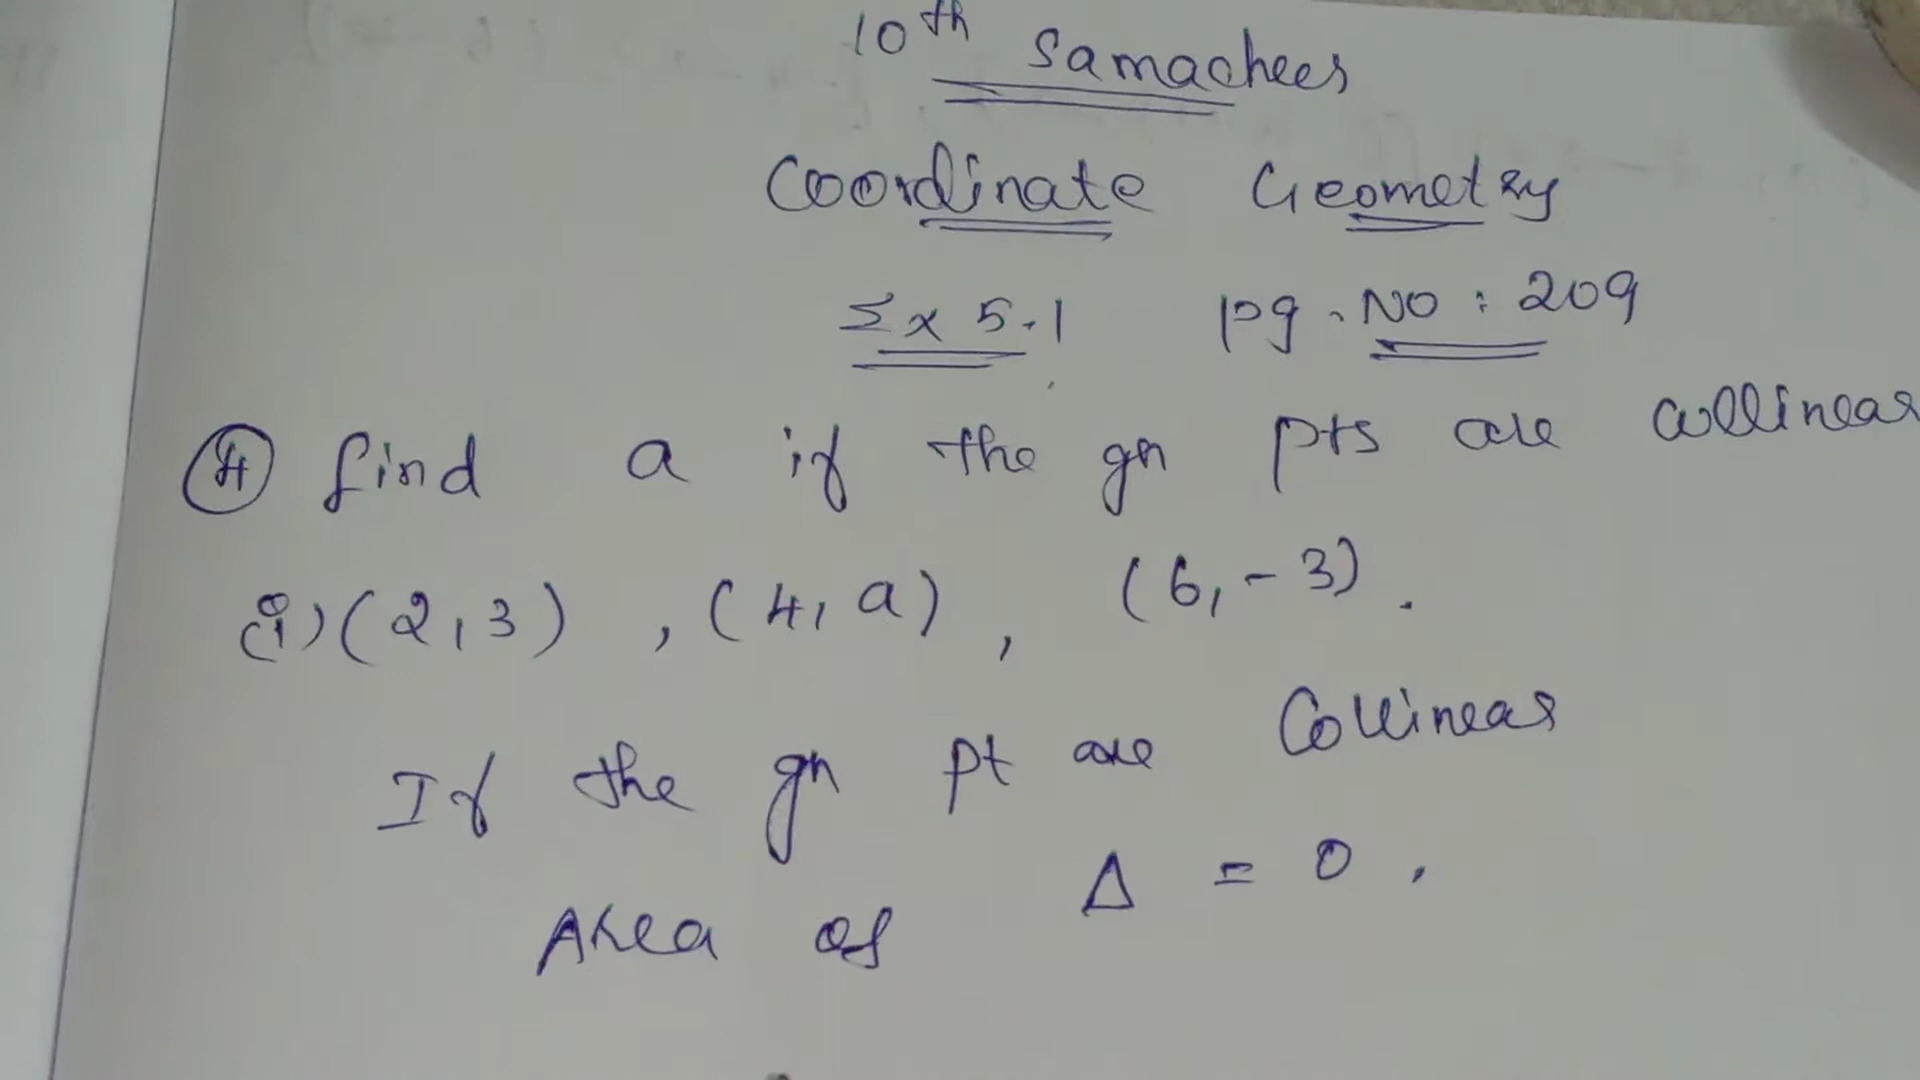 10th Samacheer
Coordinate Geometry
Ex 5.1 pg. No : 209
4 find a if the gn pts are collinear
(i) (2,3), (4, a), (6, -3).
If the gn pt are Collinear
Area of Δ = 0,